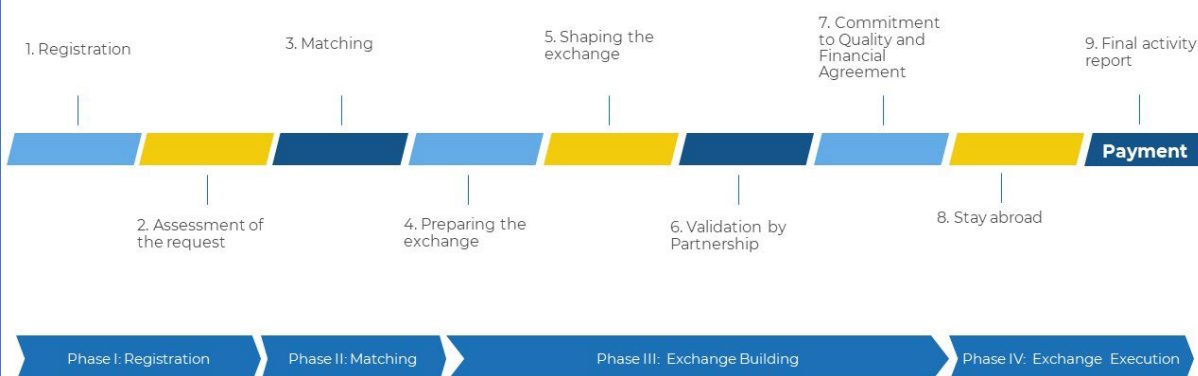 1. Registration
3. Matching
5. Shaping the
exchange
7. Commitment
to Quality and
Financial
Agreement
9. Final activity
report
Payment
2. Assessment of
the request
4. Preparing the
exchange
6. Validation by
Partnership
8. Stay abroad
Phase I: Registration
Phase II: Matching
Phase III: Exchange Building
Phase IV: Exchange Execution